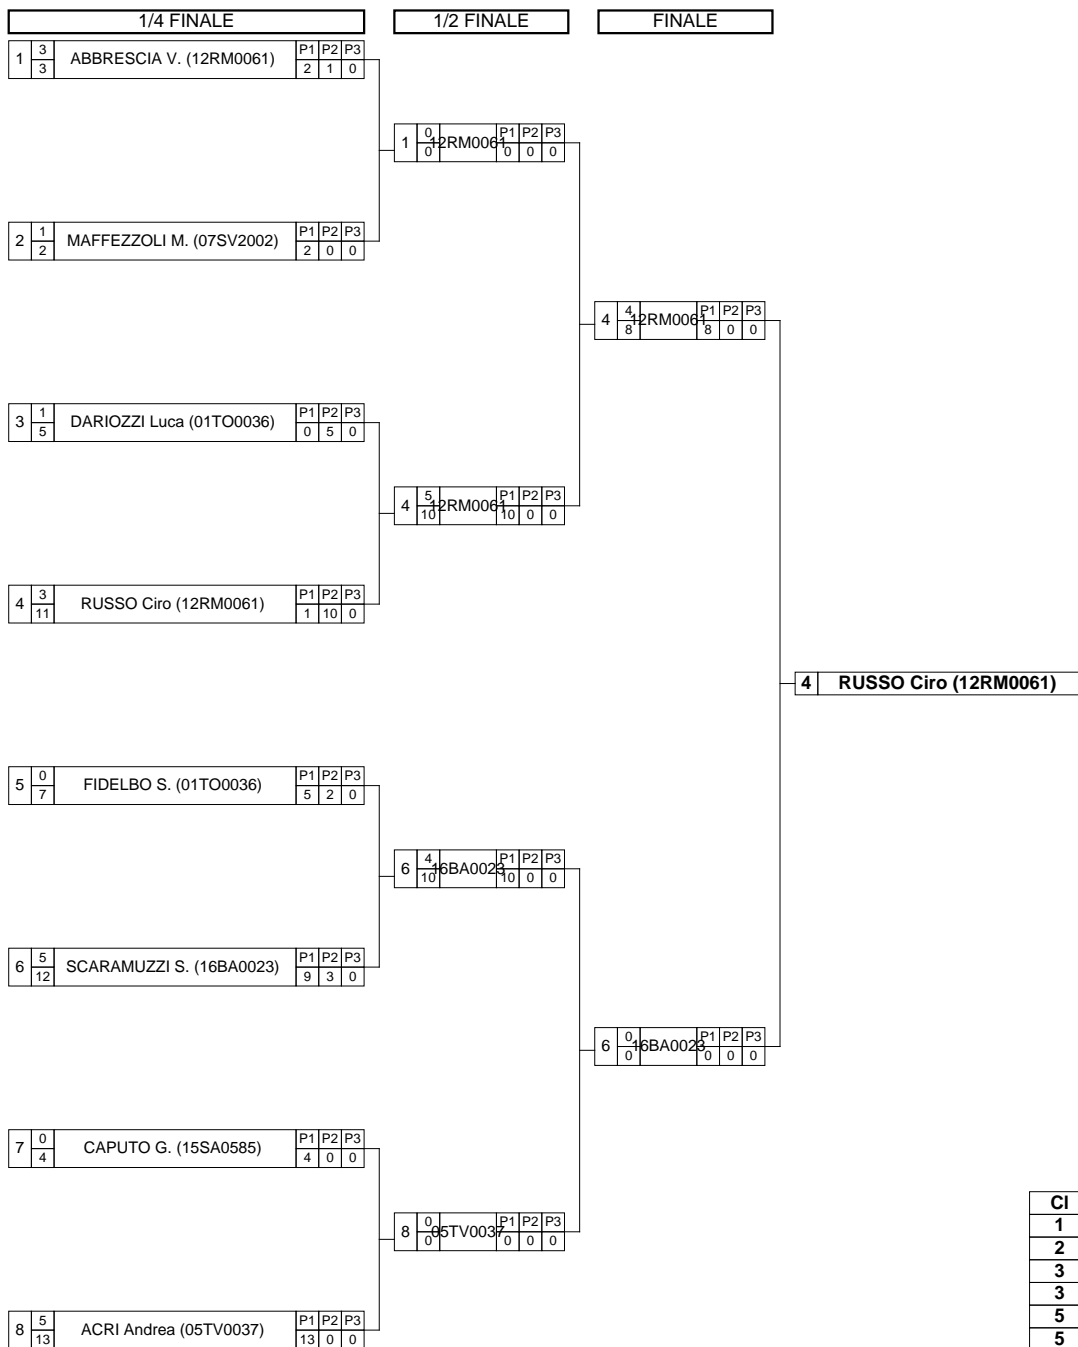 1/4 FINALE 1/2 FINALE FINALE
1 3 3 ABBRESCIA V. (12RM0061) P1 P2 P3 2 1 0
1 0 0 12RM0061 P1 P2 P3 0 0 0
2 1 2 MAFFEZZOLI M. (07SV2002) P1 P2 P3 2 0 0
4 4 8 12RM0061 P1 P2 P3 8 0 0
3 1 5 DARIOZZI Luca (01TO0036) P1 P2 P3 0 5 0
4 5 10 12RM0061 P1 P2 P3 10 0 0
4 3 11 RUSSO Ciro (12RM0061) P1 P2 P3 1 10 0
4 RUSSO Ciro (12RM0061)
5 0 7 FIDELBO S. (01TO0036) P1 P2 P3 5 2 0
6 4 10 16BA0023 P1 P2 P3 10 0 0
6 5 12 SCARAMUZZI S. (16BA0023) P1 P2 P3 9 3 0
6 0 0 16BA0023 P1 P2 P3 0 0 0
7 0 4 CAPUTO G. (15SA0585) P1 P2 P3 4 0 0
8 0 0 05TV0037 P1 P2 P3 0 0 0
8 5 13 ACRI Andrea (05TV0037) P1 P2 P3 13 0 0
Cl
1
2
3
3
5
5